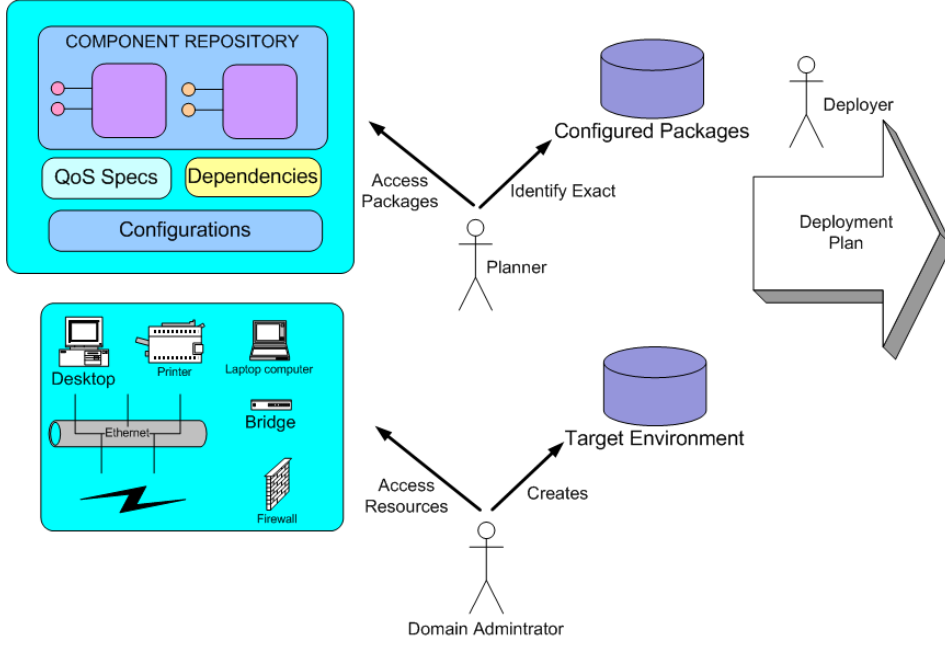 COMPONENT REPOSITORY
QoS Specs
Dependencies
Configurations
Access
Packages
Identify Exact
Configured Packages
Planner
Deployer
Deployment
Plan
Desktop
Printer
Laptop computer
Ethernet
Bridge
Firewall
Access
Resources
Creates
Target Environment
Domain Admintrator